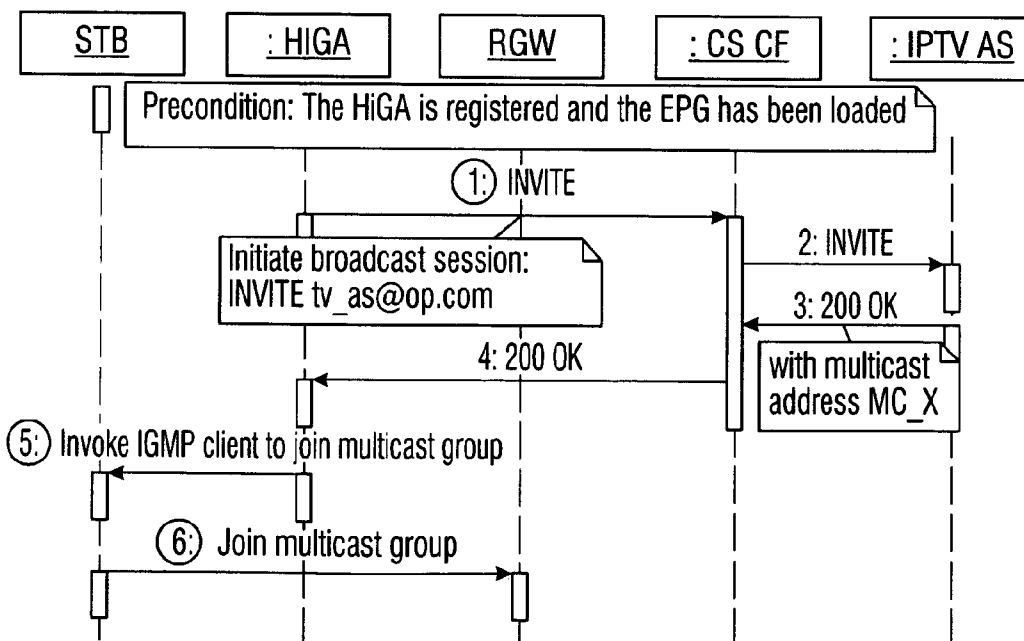 STB
: HIGA
RGW
: CS CF
: IPTV AS
Precondition: The HiGA is registered and the EPG has been loaded
1: INVITE
Initiate broadcast session:
INVITE tv_as@op.com
2: INVITE
3: 200 OK
with multicast
address MC_X
4: 200 OK
5: Invoke IGMP client to join multicast group
6: Join multicast group